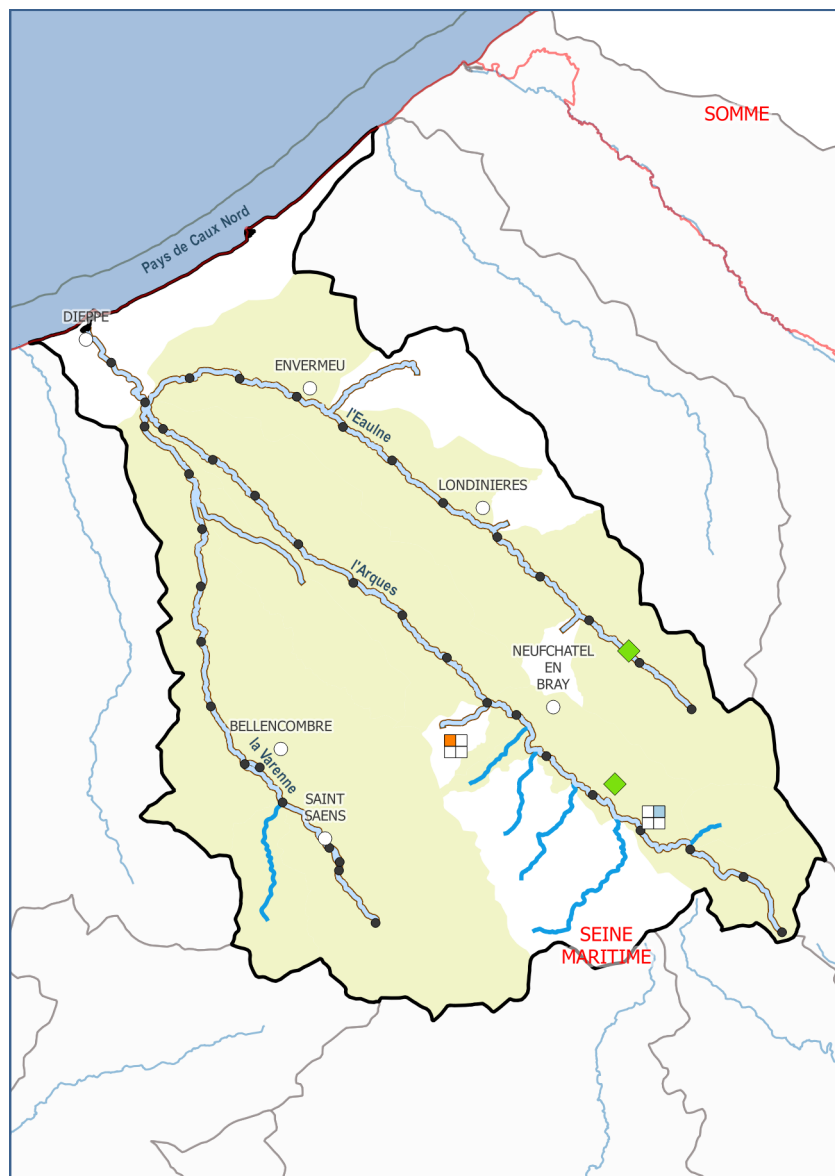 SOMME
Pays de Caux Nord
DIEPPE
ENVERMEU
l'Eaulne
LONDINIERES
l'Arques
NEUFCHATEL
EN
BRAY
BELLENCOMBRE
la Varenne
SAINT
SAENS
SEINE
MARITIME